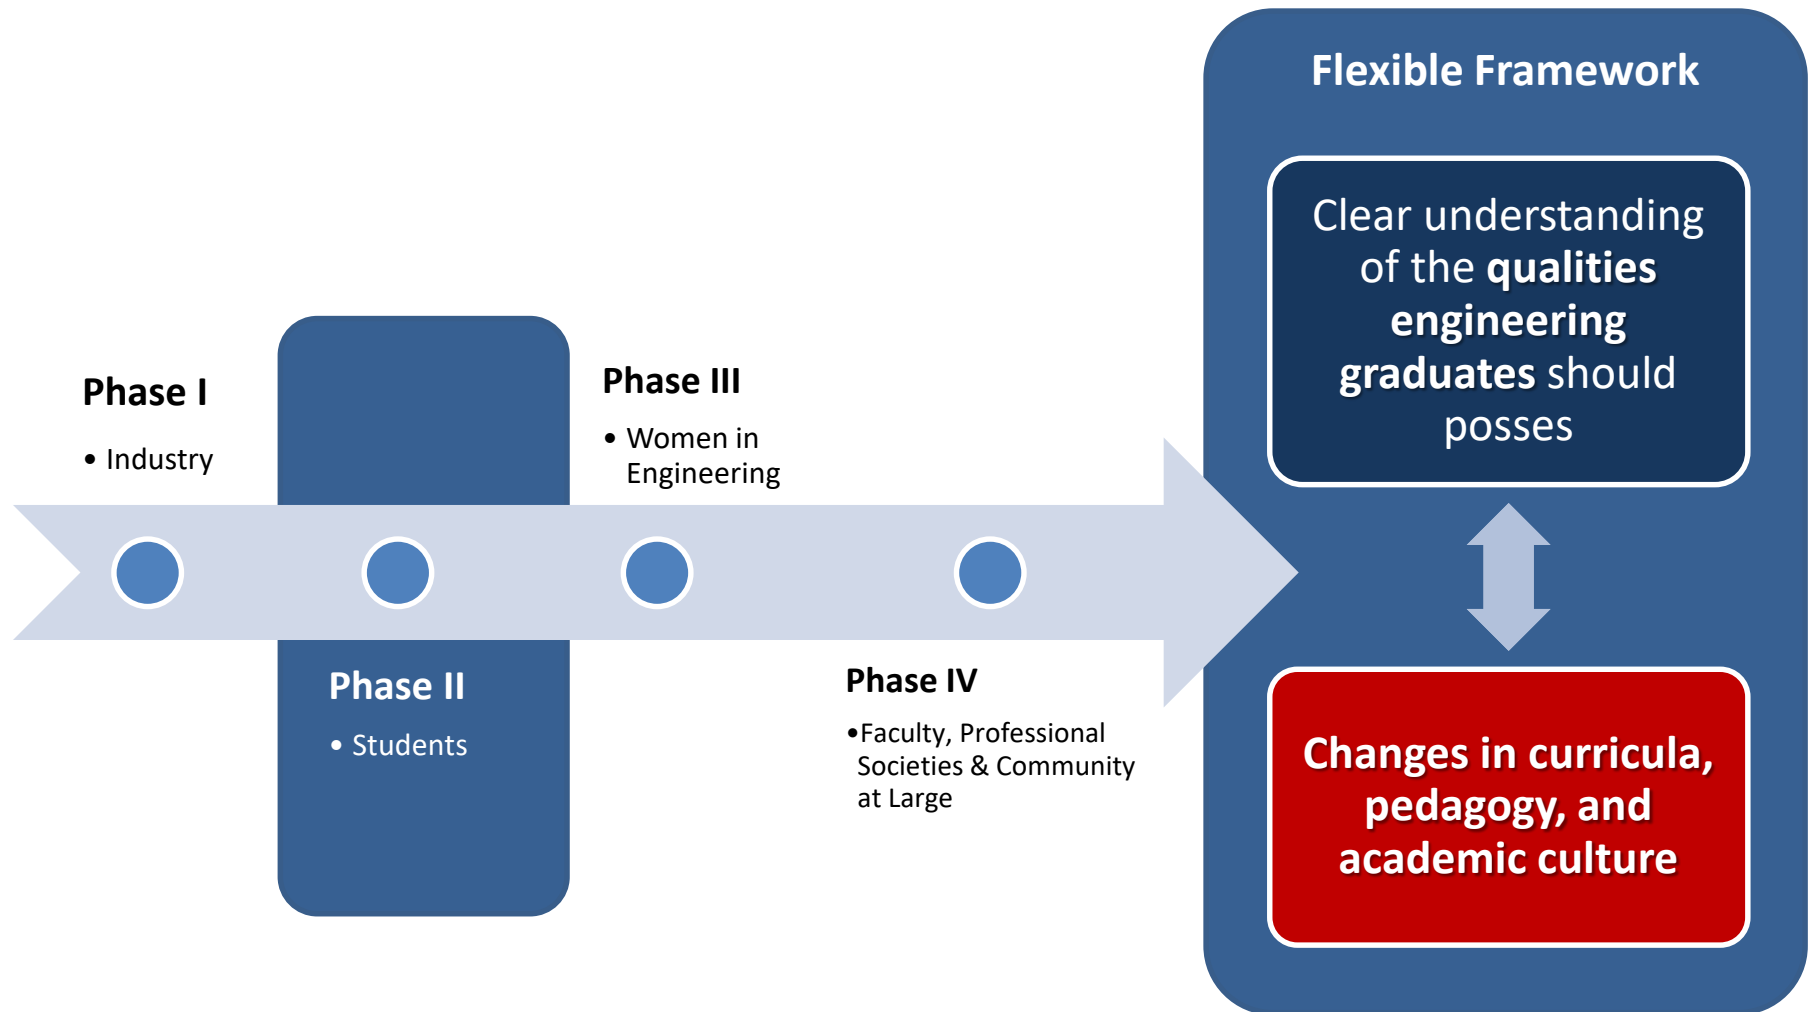 Flexible Framework
Clear understanding
of the qualities
engineering
graduates should
posses
Phase I
• Industry
Phase III
• Women in
Engineering
Phase II
• Students
Phase IV
•Faculty, Professional
Societies & Community
at Large
Changes in curricula,
pedagogy, and
academic culture